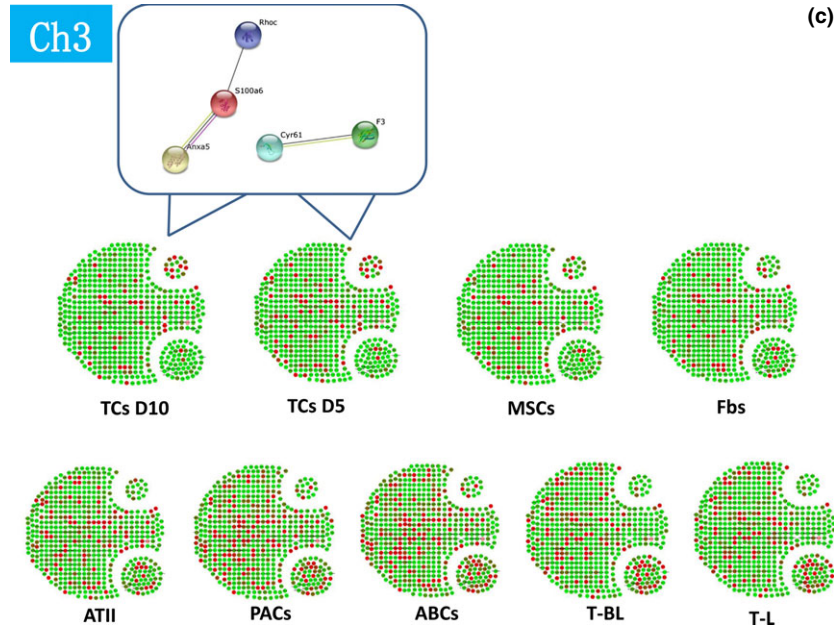 Ch3
(c)
Rhoc
S100a6
Anxa5
Cyr61
F3
TCs D10
TCs D5
MSCs
Fbs
ATII
PACs
ABCs
T-BL
T-L